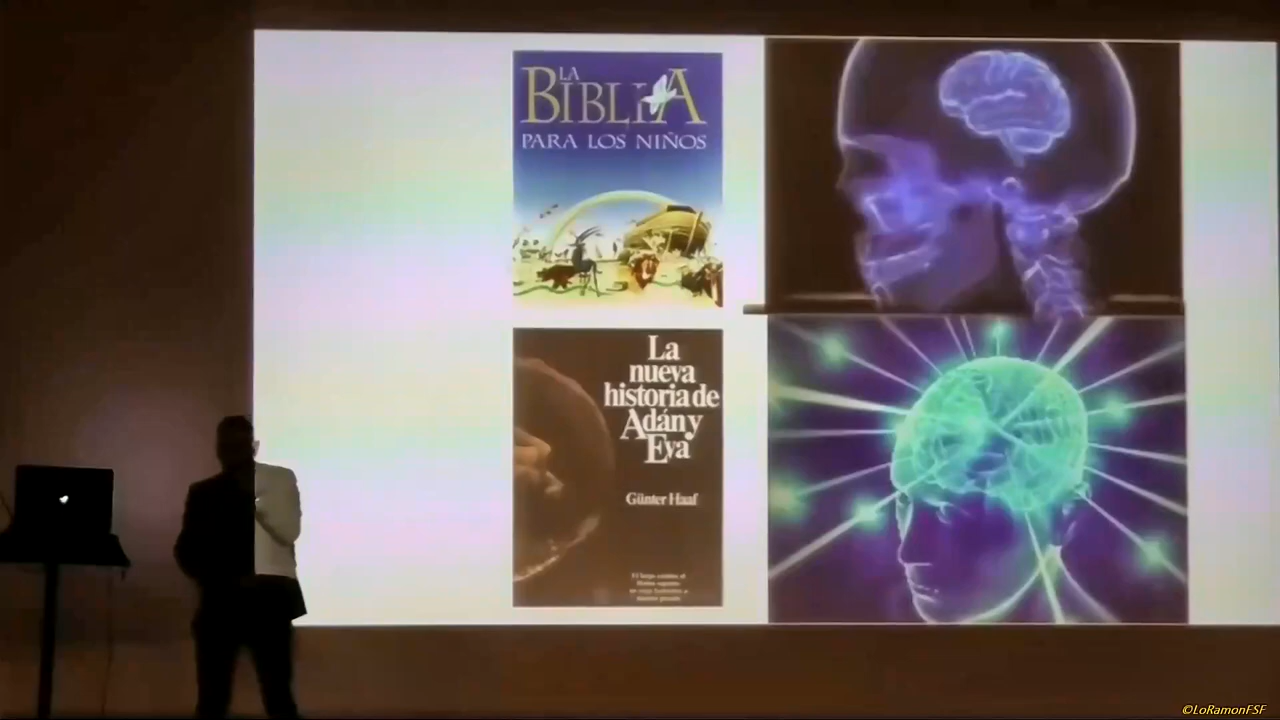 LA
BIBLIA
PARA LOS NIÑOS
La
nueva
historia de
Adán y
Eva
Günter Haaf
©LoRamonFSF